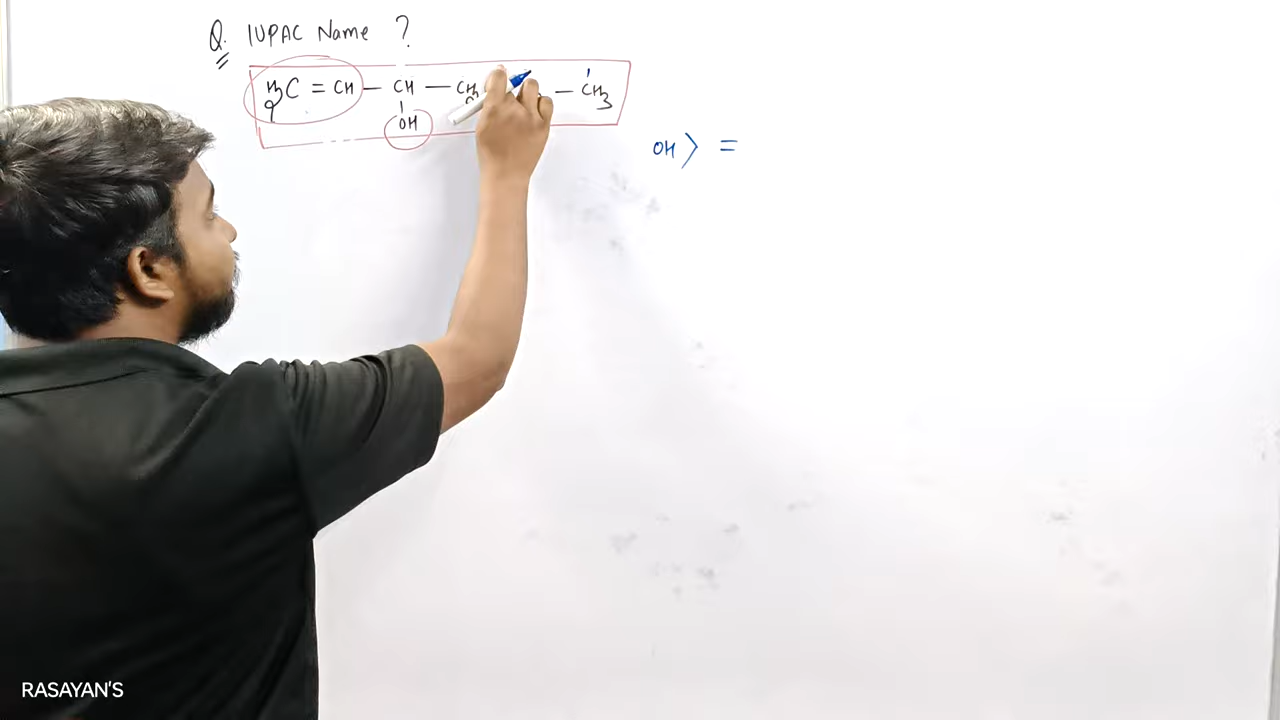 Q. IUPAC Name ?
H2C = CH — CH — CH2 — CH3
OH
OH > =
RASAYAN'S